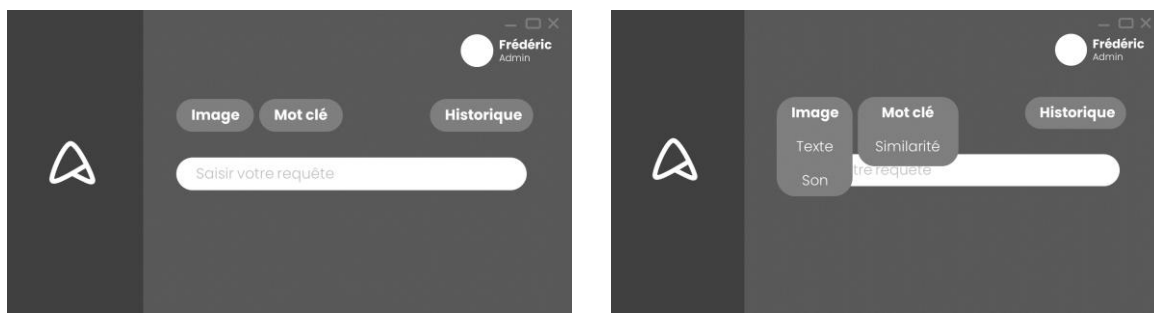 Frédéric
Admin
Image Mot clé Historique
Saisir votre requête
Frédéric
Admin
Image Mot clé Historique
Texte Similarité
tre requête
Son